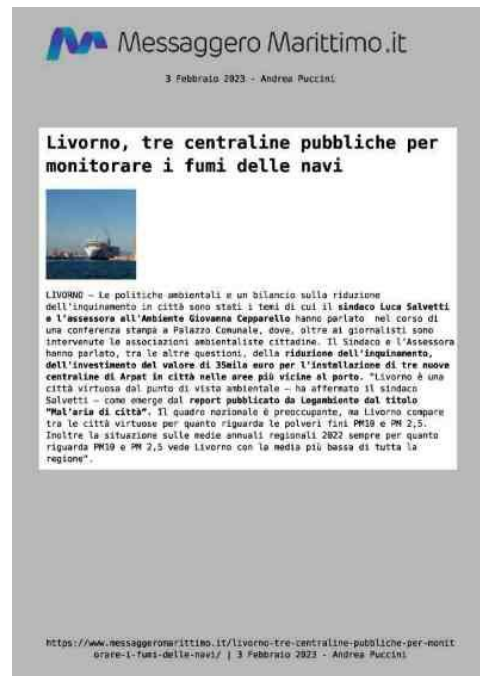 Messaggero Marittimo.it
3 Febbraio 2023 - Andrea Puccini
Livorno, tre centraline pubbliche per
monitorare i fumi delle navi
LIVORNO – Le politiche ambientali e un bilancio sulla riduzione
dell'inquinamento in città sono stati i temi di cui il sindaco Luca Salvetti
e l'assessora all'Ambiente Giovanna Cepparello hanno parlato nel corso di
una conferenza stampa a Palazzo Comunale, dove, oltre ai giornalisti sono
intervenute le associazioni ambientaliste cittadine. Il Sindaco e l'Assessora
hanno parlato, tra le altre questioni, della riduzione dell'inquinamento,
dell'investimento del valore di 35mila euro per l'installazione di tre nuove
centraline di Arpat in città nelle aree più vicine al porto. "Livorno è una
città virtuosa dal punto di vista ambientale – ha affermato il sindaco
Salvetti – come emerge dal report pubblicato da Legambiente dal titolo
"Mal'aria di città". Il quadro nazionale è preoccupante, ma Livorno compare
tra le città virtuose per quanto riguarda le polveri fini PM10 e PM 2,5.
Inoltre la situazione sulle medie annuali regionali 2022 sempre per quanto
riguarda PM10 e PM 2,5 vede Livorno con la media più bassa di tutta la
regione".
https://www.messaggeromarittimo.it/livorno-tre-centraline-pubbliche-per-monit
orare-i-fumi-delle-navi/ | 3 Febbraio 2023 - Andrea Puccini